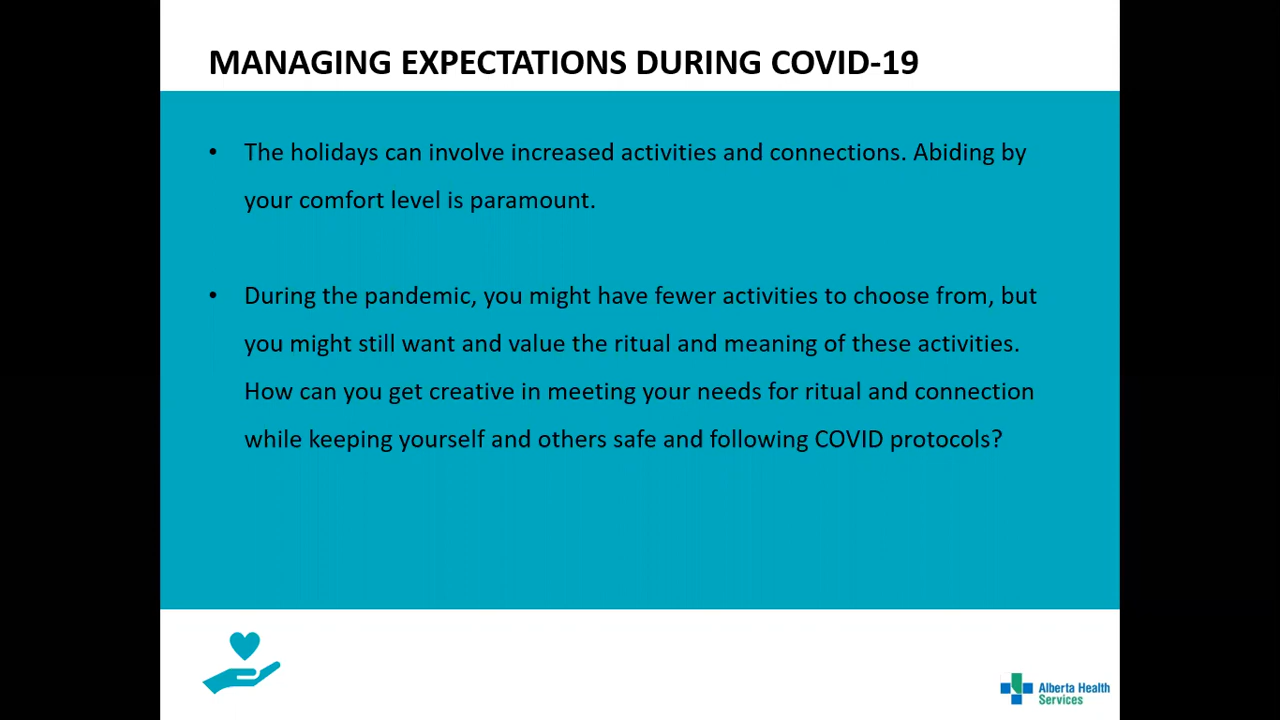 MANAGING EXPECTATIONS DURING COVID-19
• The holidays can involve increased activities and connections. Abiding by
your comfort level is paramount.
• During the pandemic, you might have fewer activities to choose from, but
you might still want and value the ritual and meaning of these activities.
How can you get creative in meeting your needs for ritual and connection
while keeping yourself and others safe and following COVID protocols?
Alberta Health
Services